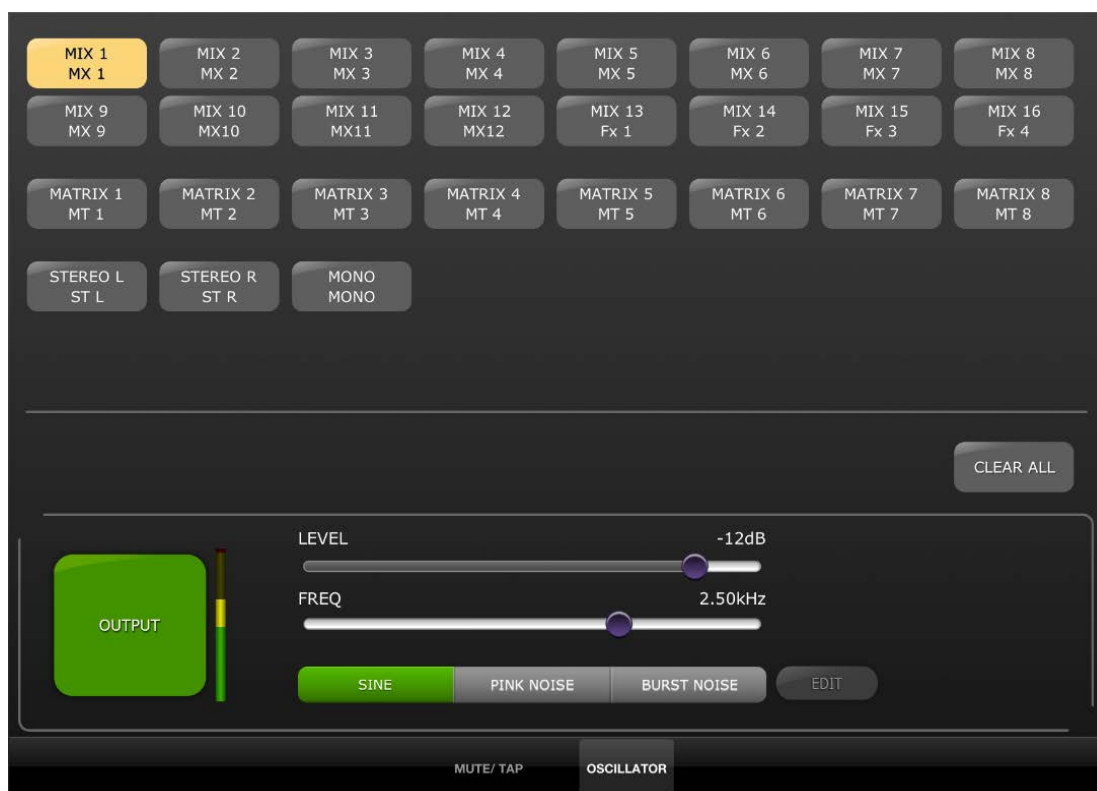 MIX 1 MIX 2 MIX 3 MIX 4 MIX 5 MIX 6 MIX 7 MIX 8
MX 1 MX 2 MX 3 MX 4 MX 5 MX 6 MX 7 MX 8
MIX 9 MIX 10 MIX 11 MIX 12 MIX 13 MIX 14 MIX 15 MIX 16
MX 9 MX10 MX11 MX12 Fx 1 Fx 2 Fx 3 Fx 4
MATRIX 1 MATRIX 2 MATRIX 3 MATRIX 4 MATRIX 5 MATRIX 6 MATRIX 7 MATRIX 8
MT 1 MT 2 MT 3 MT 4 MT 5 MT 6 MT 7 MT 8
STEREO L STEREO R MONO
ST L ST R MONO
CLEAR ALL
LEVEL -12dB
FREQ 2.50kHz
OUTPUT
SINE PINK NOISE BURST NOISE EDIT
MUTE/ TAP OSCILLATOR